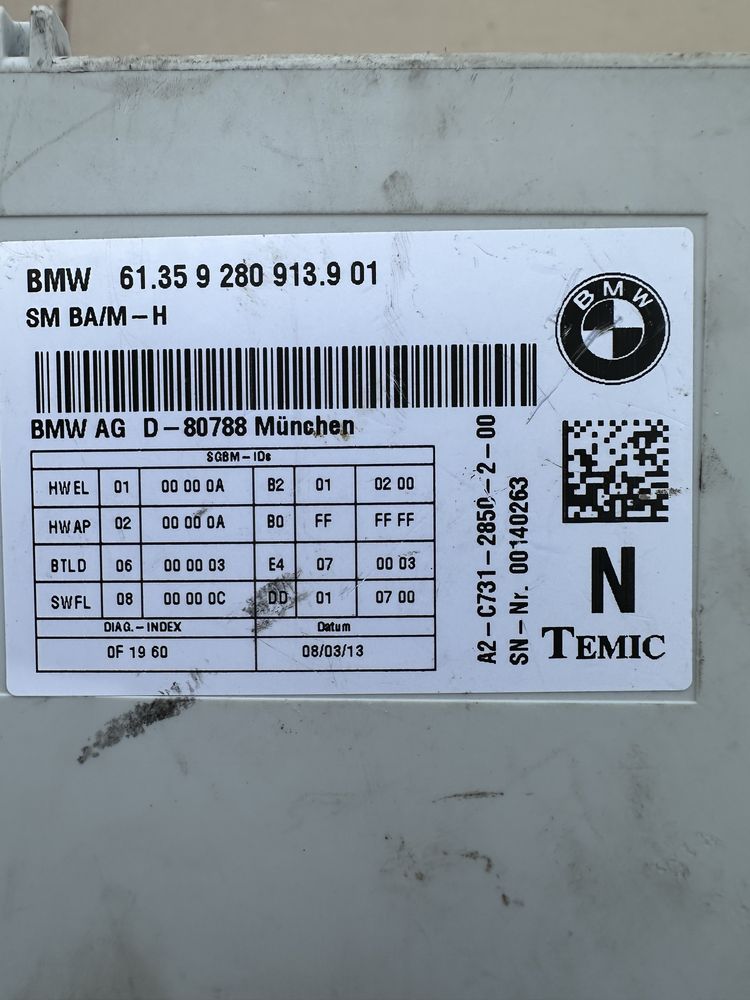 BMW 61.35 9 280 913.9 01
SM BA/M-H
BMW
BMW AG D-80788 München
SGBM-IDs
HWEL 01 00 00 0A B2 01 02 00
HWAP 02 00 00 0A B0 FF FF FF
BTLD 06 00 00 03 E4 07 00 03
SWFL 08 00 00 0C DD 01 07 00
DIAG.-INDEX Datum
0F 19 60 08/03/13
A2-C731-2850-2-00
SN-Nr. 00140263
N
TEMIC